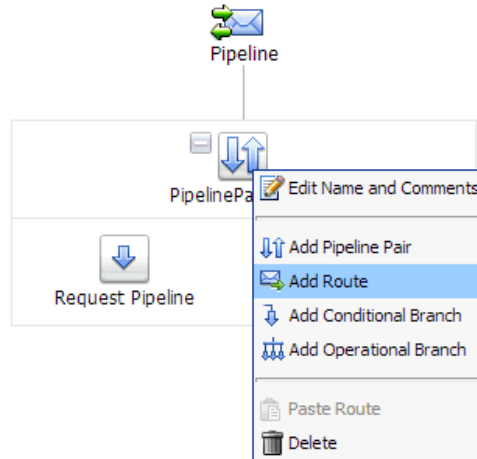 Pipeline
PipelinePa
Edit Name and Comments
Add Pipeline Pair
Request Pipeline
Add Route
Add Conditional Branch
Add Operational Branch
Paste Route
Delete